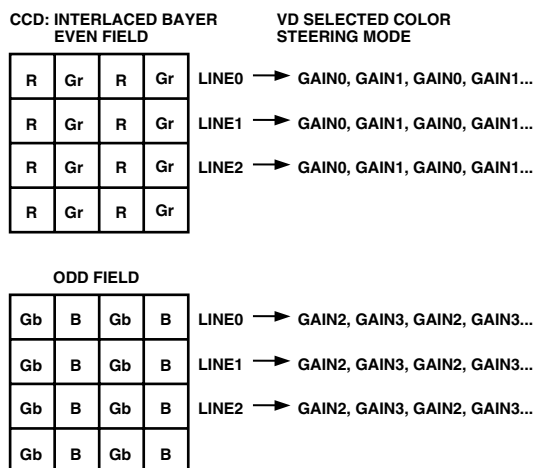 CCD: INTERLACED BAYER EVEN FIELD
VD SELECTED COLOR STEERING MODE
R Gr R Gr LINE0 GAIN0, GAIN1, GAIN0, GAIN1...
R Gr R Gr LINE1 GAIN0, GAIN1, GAIN0, GAIN1...
R Gr R Gr LINE2 GAIN0, GAIN1, GAIN0, GAIN1...
R Gr R Gr
ODD FIELD
Gb B Gb B LINE0 GAIN2, GAIN3, GAIN2, GAIN3...
Gb B Gb B LINE1 GAIN2, GAIN3, GAIN2, GAIN3...
Gb B Gb B LINE2 GAIN2, GAIN3, GAIN2, GAIN3...
Gb B Gb B